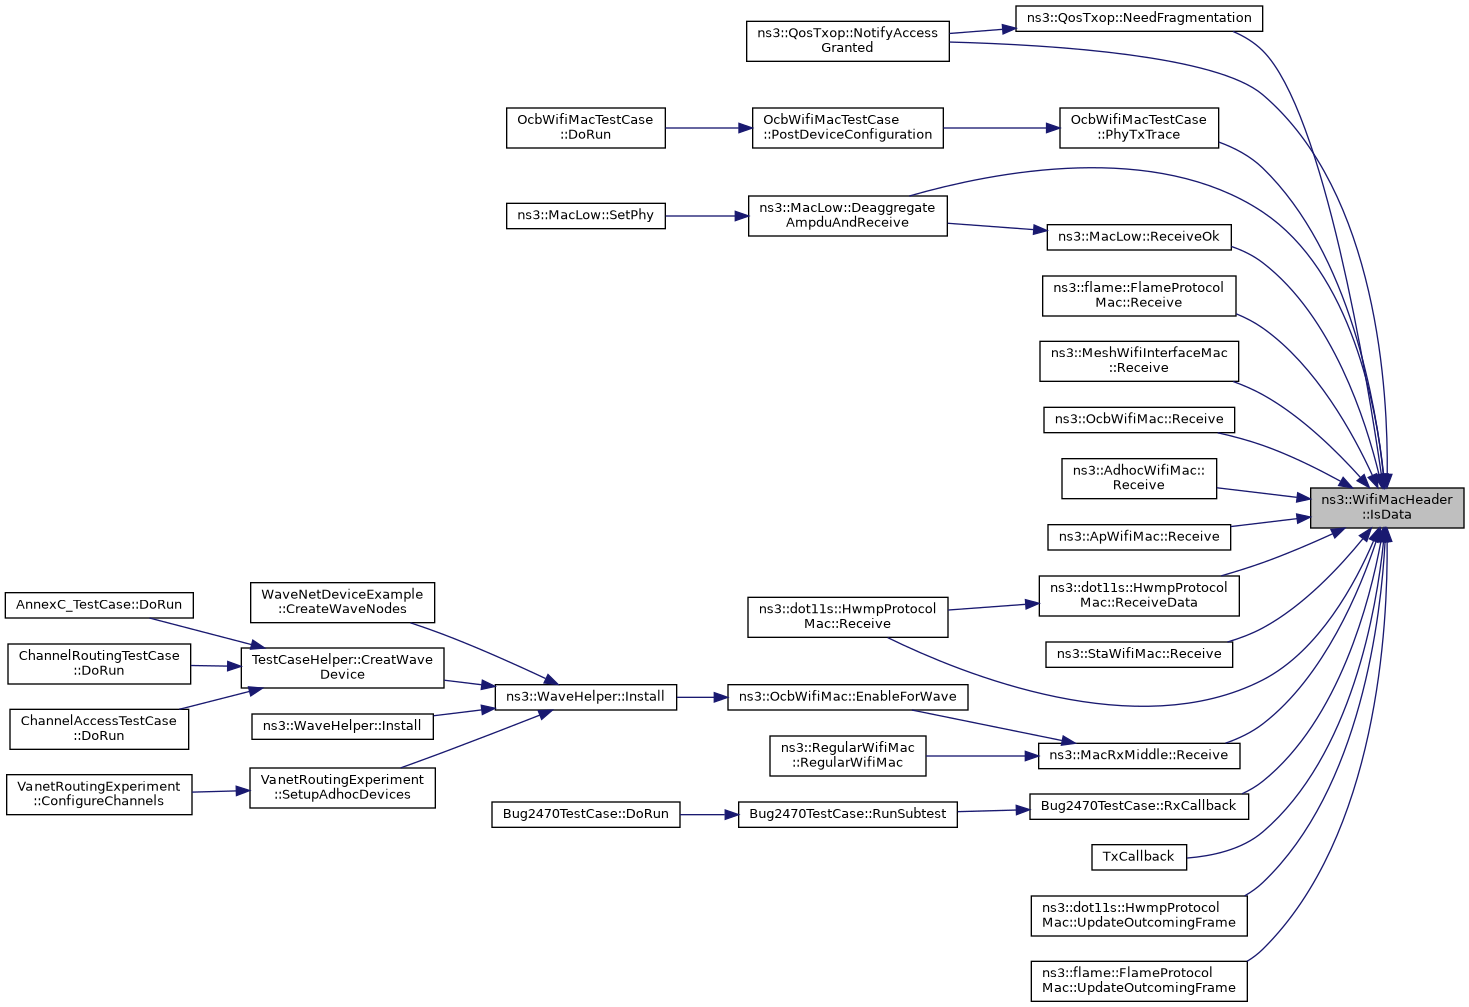 ns3::QosTxop::NeedFragmentation
ns3::QosTxop::NotifyAccess
Granted
OcbWifiMacTestCase
::DoRun
OcbWifiMacTestCase
::PostDeviceConfiguration
OcbWifiMacTestCase
::PhyTxTrace
ns3::MacLow::SetPhy
ns3::MacLow::Deaggregate
AmpduAndReceive
ns3::MacLow::ReceiveOk
ns3::flame::FlameProtocol
Mac::Receive
ns3::MeshWifiInterfaceMac
::Receive
ns3::OcbWifiMac::Receive
ns3::AdhocWifiMac::
Receive
ns3::WifiMacHeader
::IsData
ns3::ApWifiMac::Receive
ns3::dot11s::HwmpProtocol
Mac::ReceiveData
ns3::dot11s::HwmpProtocol
Mac::Receive
ns3::StaWifiMac::Receive
WaveNetDeviceExample
::CreateWaveNodes
AnnexC_TestCase::DoRun
ChannelRoutingTestCase
::DoRun
TestCaseHelper::CreatWave
Device
ns3::WaveHelper::Install
ns3::OcbWifiMac::EnableForWave
ChannelAccessTestCase
::DoRun
ns3::WaveHelper::Install
ns3::RegularWifiMac
::RegularWifiMac
ns3::MacRxMiddle::Receive
VanetRoutingExperiment
::ConfigureChannels
VanetRoutingExperiment
::SetupAdhocDevices
Bug2470TestCase::DoRun
Bug2470TestCase::RunSubtest
Bug2470TestCase::RxCallback
TxCallback
ns3::dot11s::HwmpProtocol
Mac::UpdateOutcomingFrame
ns3::flame::FlameProtocol
Mac::UpdateOutcomingFrame